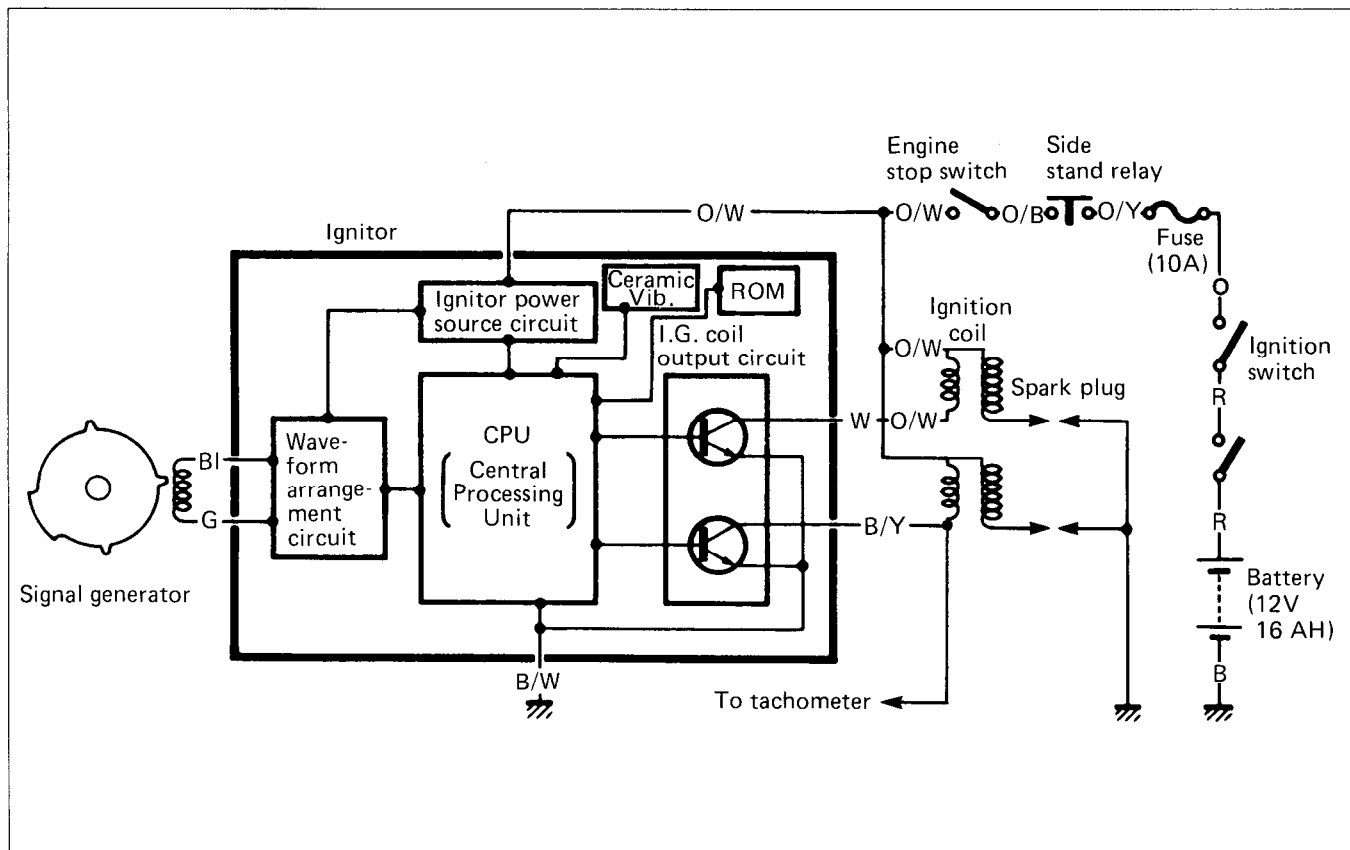 Engine
stop switch
Side
stand relay
O/W
O/W
O/B
O/Y
Fuse
(10A)
Ignitor
Ceramic
Vib.
ROM
Ignitor power
source circuit
I.G. coil
output circuit
O
Ignition
coil
O/W
Ignition
switch
Spark plug
R
W
O/W
CPU
Central
Processing
Unit
Wave-
form
arrange-
ment
circuit
Bl
G
B/Y
R
Signal generator
Battery
(12V
16 AH)
B/W
B
To tachometer